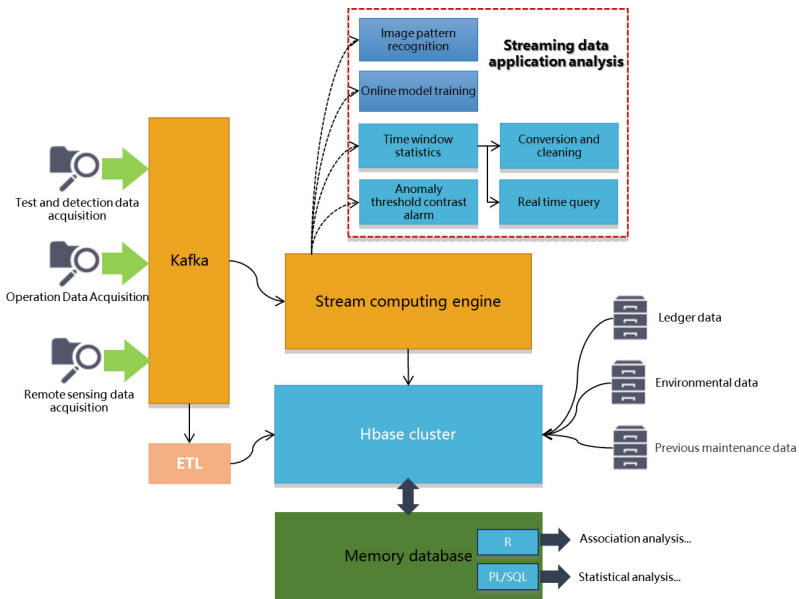 Image pattern
recognition
Streaming data
application analysis
Online model training
Time window
statistics
Conversion and
cleaning
Anomaly
threshold contrast
alarm
Real time query
Test and detection data
acquisition
Kafka
Operation Data Acquisition
Stream computing engine
Remote sensing data
acquisition
Ledger data
Environmental data
Previous maintenance data
Hbase cluster
ETL
Memory database
R
Association analysis...
PL/SQL
Statistical analysis...